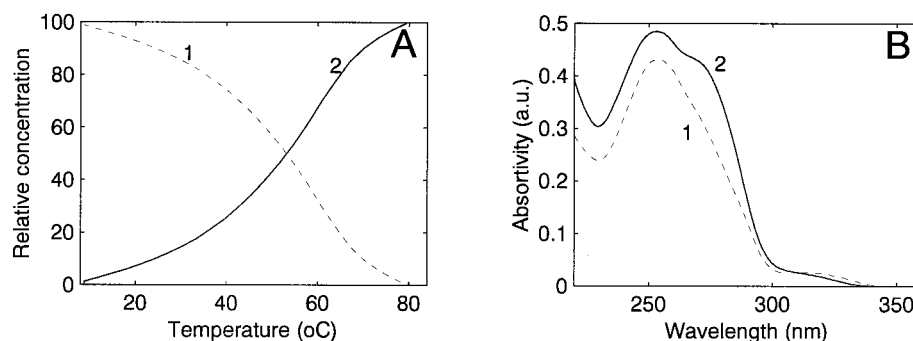 A
100
80
60
40
20
0
Relative concentration
1
2
20 40 60 80
Temperature (oC)
B
0.5
0.4
0.3
0.2
0.1
0
Absortivity (a.u.)
2
1
250 300 350
Wavelength (nm)